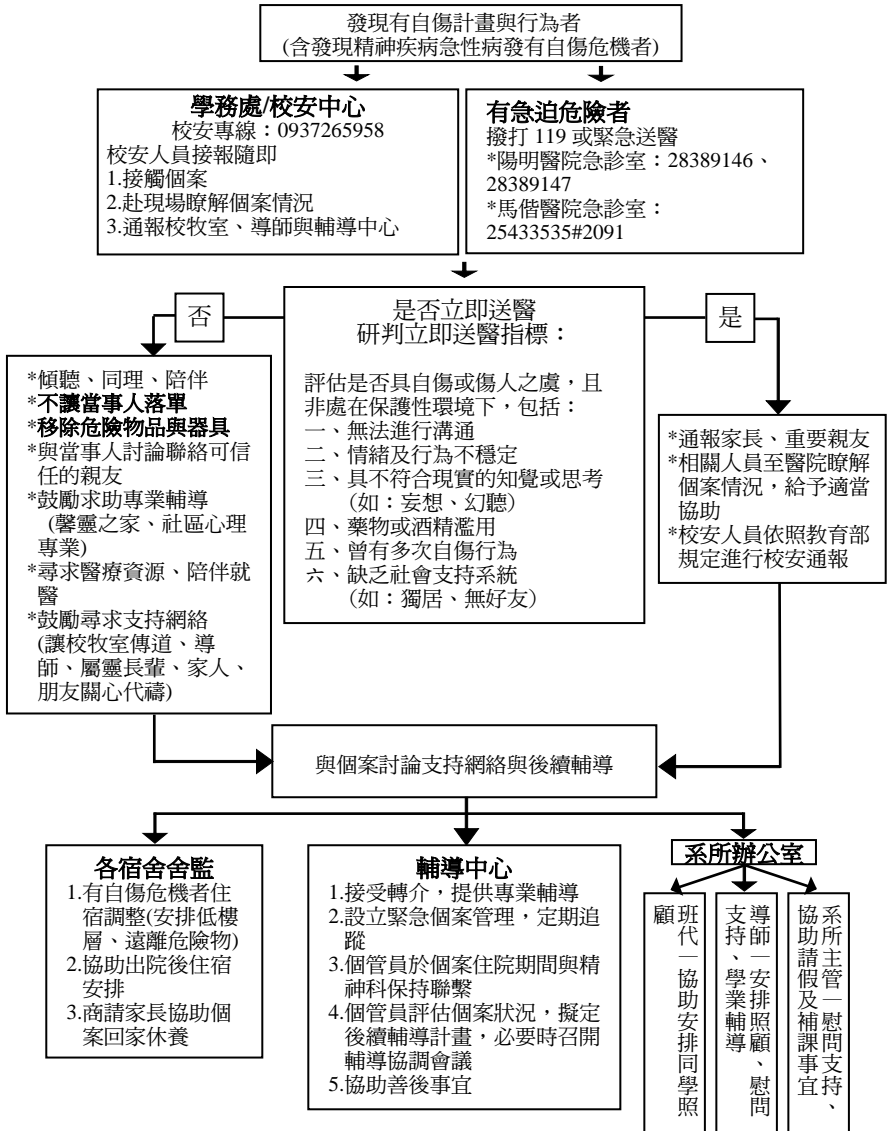 發現有自傷計畫與行為者
(含發現精神疾病急性病發有自傷危機者)
學務處/校安中心
校安專線：0937265958
校安人員接報隨即
1.接觸個案
2.赴現場瞭解個案情況
3.通報校牧室、導師與輔導中心
有急迫危險者
撥打 119 或緊急送醫
*陽明醫院急診室：28389146、
28389147
*馬偕醫院急診室：
25433535#2091
否
是否立即送醫
研判立即送醫指標：
評估是否具自傷或傷人之虞，且
非處在保護性環境下，包括：
一、無法進行溝通
二、情緒及行為不穩定
三、具不符合現實的知覺或思考
(如：妄想、幻聽)
四、藥物或酒精濫用
五、曾有多次自傷行為
六、缺乏社會支持系統
(如：獨居、無好友)
是
*傾聽、同理、陪伴
*不讓當事人落單
*移除危險物品與器具
*與當事人討論聯絡可信
任的親友
*鼓勵求助專業輔導
(馨靈之家、社區心理
專業)
*尋求醫療資源、陪伴就
醫
*鼓勵尋求支持網絡
(讓校牧室傳道、導
師、屬靈長輩、家人、
朋友關心代禱)
*通報家長、重要親友
*相關人員至醫院瞭解
個案情況，給予適當
協助
*校安人員依照教育部
規定進行校安通報
與個案討論支持網絡與後續輔導
各宿舍舍監
1.有自傷危機者住
宿調整(安排低樓
層、遠離危險物)
2.協助出院後住宿
安排
3.商請家長協助個
案回家休養
輔導中心
1.接受轉介，提供專業輔導
2.設立緊急個案管理，定期追
蹤
3.個管員於個案住院期間與精
神科保持聯繫
4.個管員評估個案狀況，擬定
後續輔導計畫，必要時召開
輔導協調會議
5.協助善後事宜
系所辦公室
班代—協助安排同學照
顧
導師—安排照顧、慰問
支持、學業輔導
系所主管—慰問支持、
協助請假及補課事宜